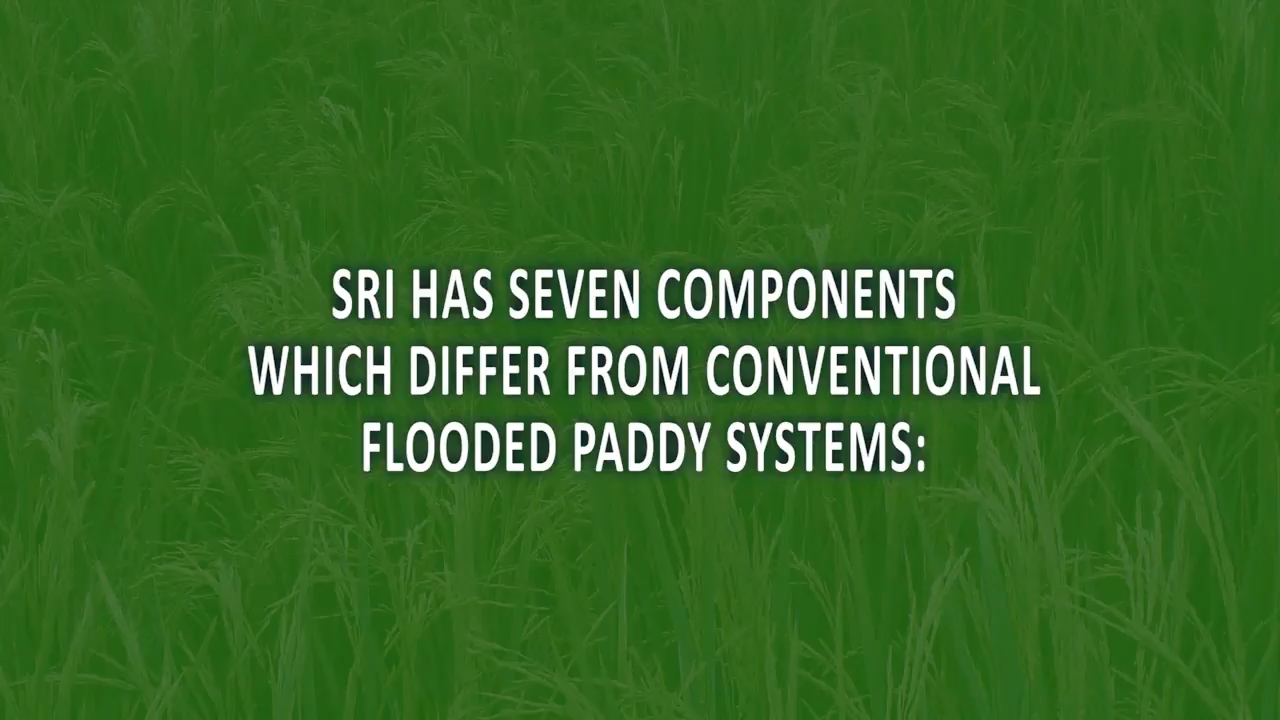 SRI HAS SEVEN COMPONENTS
WHICH DIFFER FROM CONVENTIONAL
FLOODED PADDY SYSTEMS: